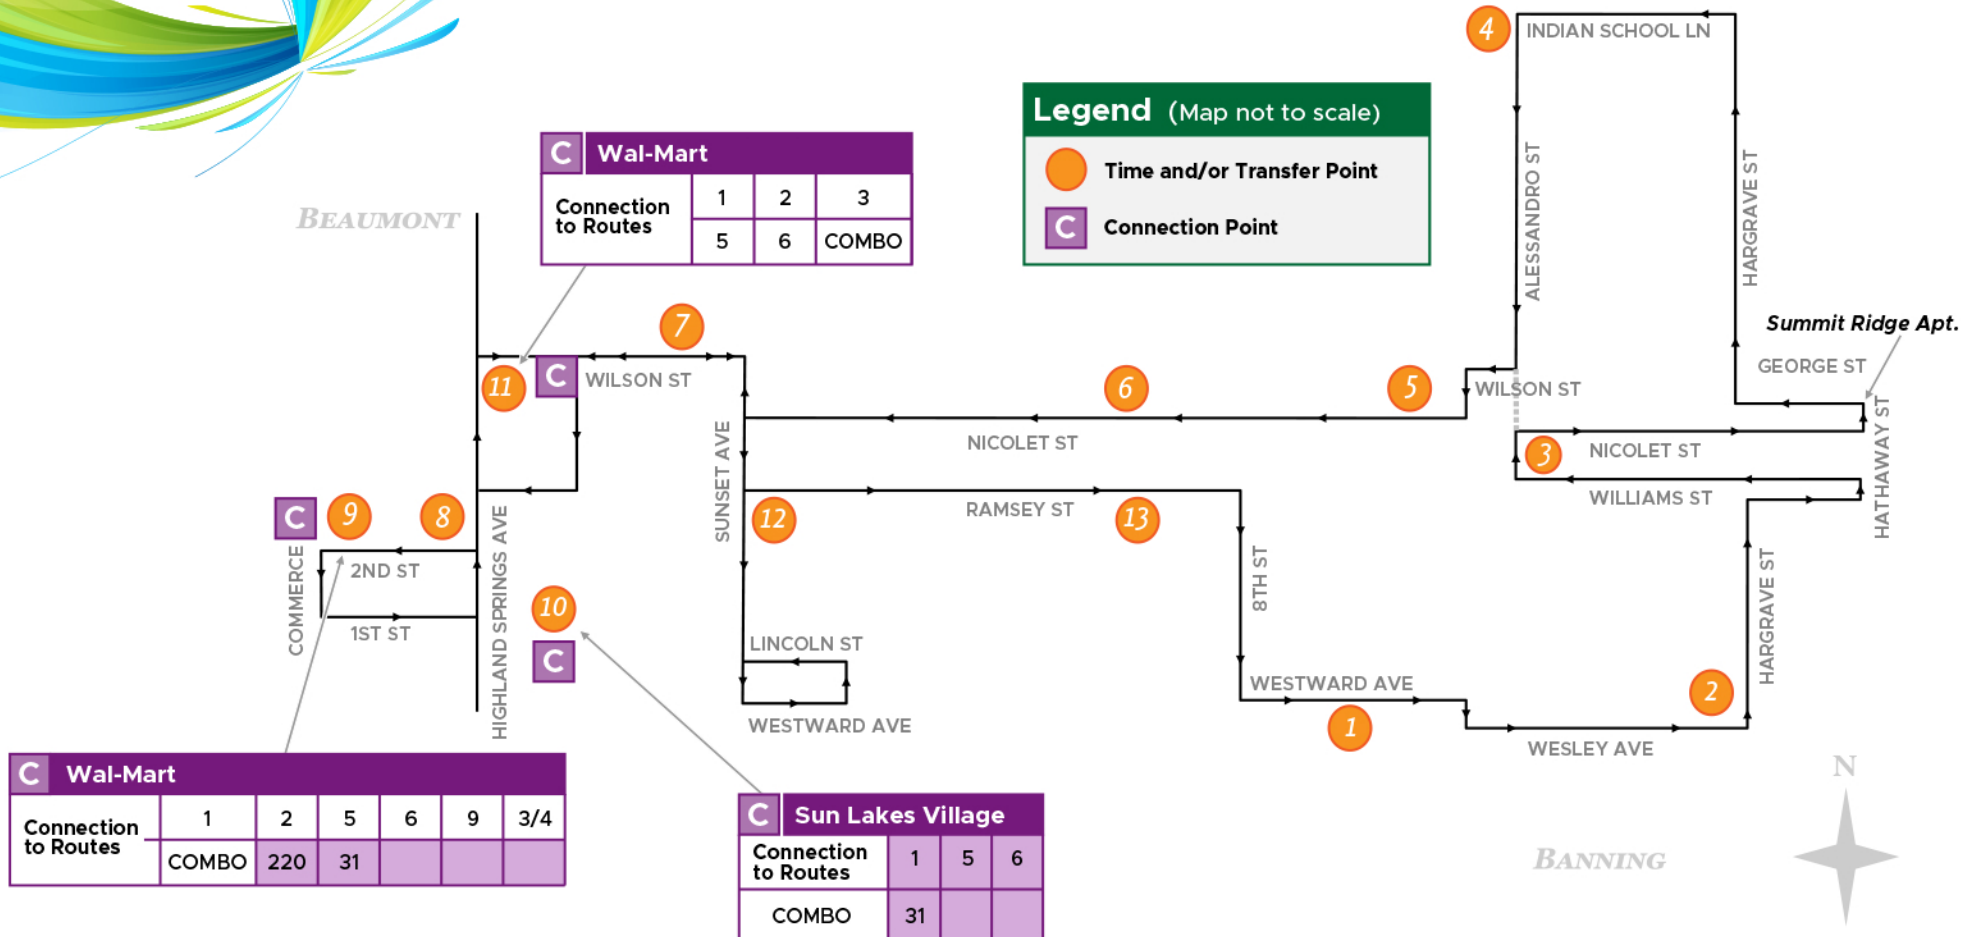 4
INDIAN SCHOOL LN
Legend (Map not to scale)
Time and/or Transfer Point
C Connection Point
C Wal-Mart
Connection to Routes 1 2 3
5 6 COMBO
BEAUMONT
ALESSANDRO ST
HARGRAVE ST
Summit Ridge Apt.
GEORGE ST
7
11
C
WILSON ST
6
5
WILSON ST
NICOLET ST
3
NICOLET ST
HATHAWAY ST
WILLIAMS ST
SUNSET AVE
RAMSEY ST
12
13
C
9
8
2ND ST
COMMERCE
1ST ST
HIGHLAND SPRINGS AVE
10
C
8TH ST
HARGRAVE ST
LINCOLN ST
WESTWARD AVE
WESTWARD AVE
1
2
WESLEY AVE
C Wal-Mart
Connection to Routes 1 2 5 6 9 3/4
COMBO 220 31
C Sun Lakes Village
Connection to Routes 1 5 6
COMBO 31
BANNING
N